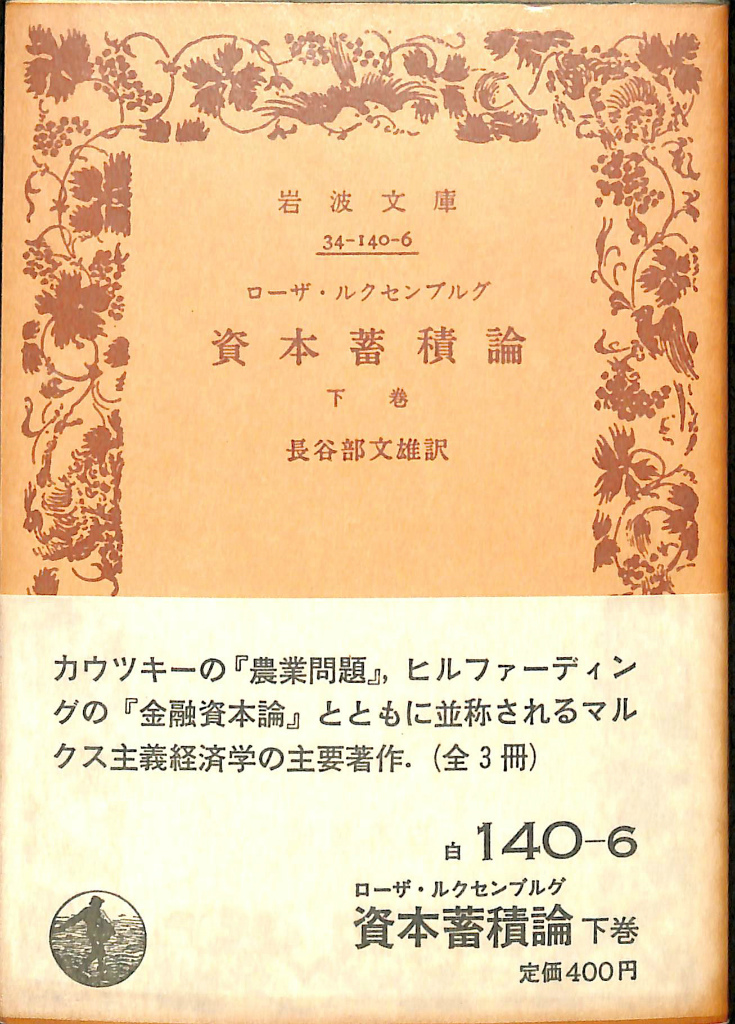 岩波文庫
34-140-6
ローザ・ルクセンブルグ
資本蓄積論
下巻
長谷部文雄訳
カウツキーの『農業問題』，ヒルファーディン
グの『金融資本論』とともに並称されるマル
クス主義経済学の主要著作．（全3冊）
白140-6
ローザ・ルクセンブルグ
資本蓄積論 下巻
定価400円